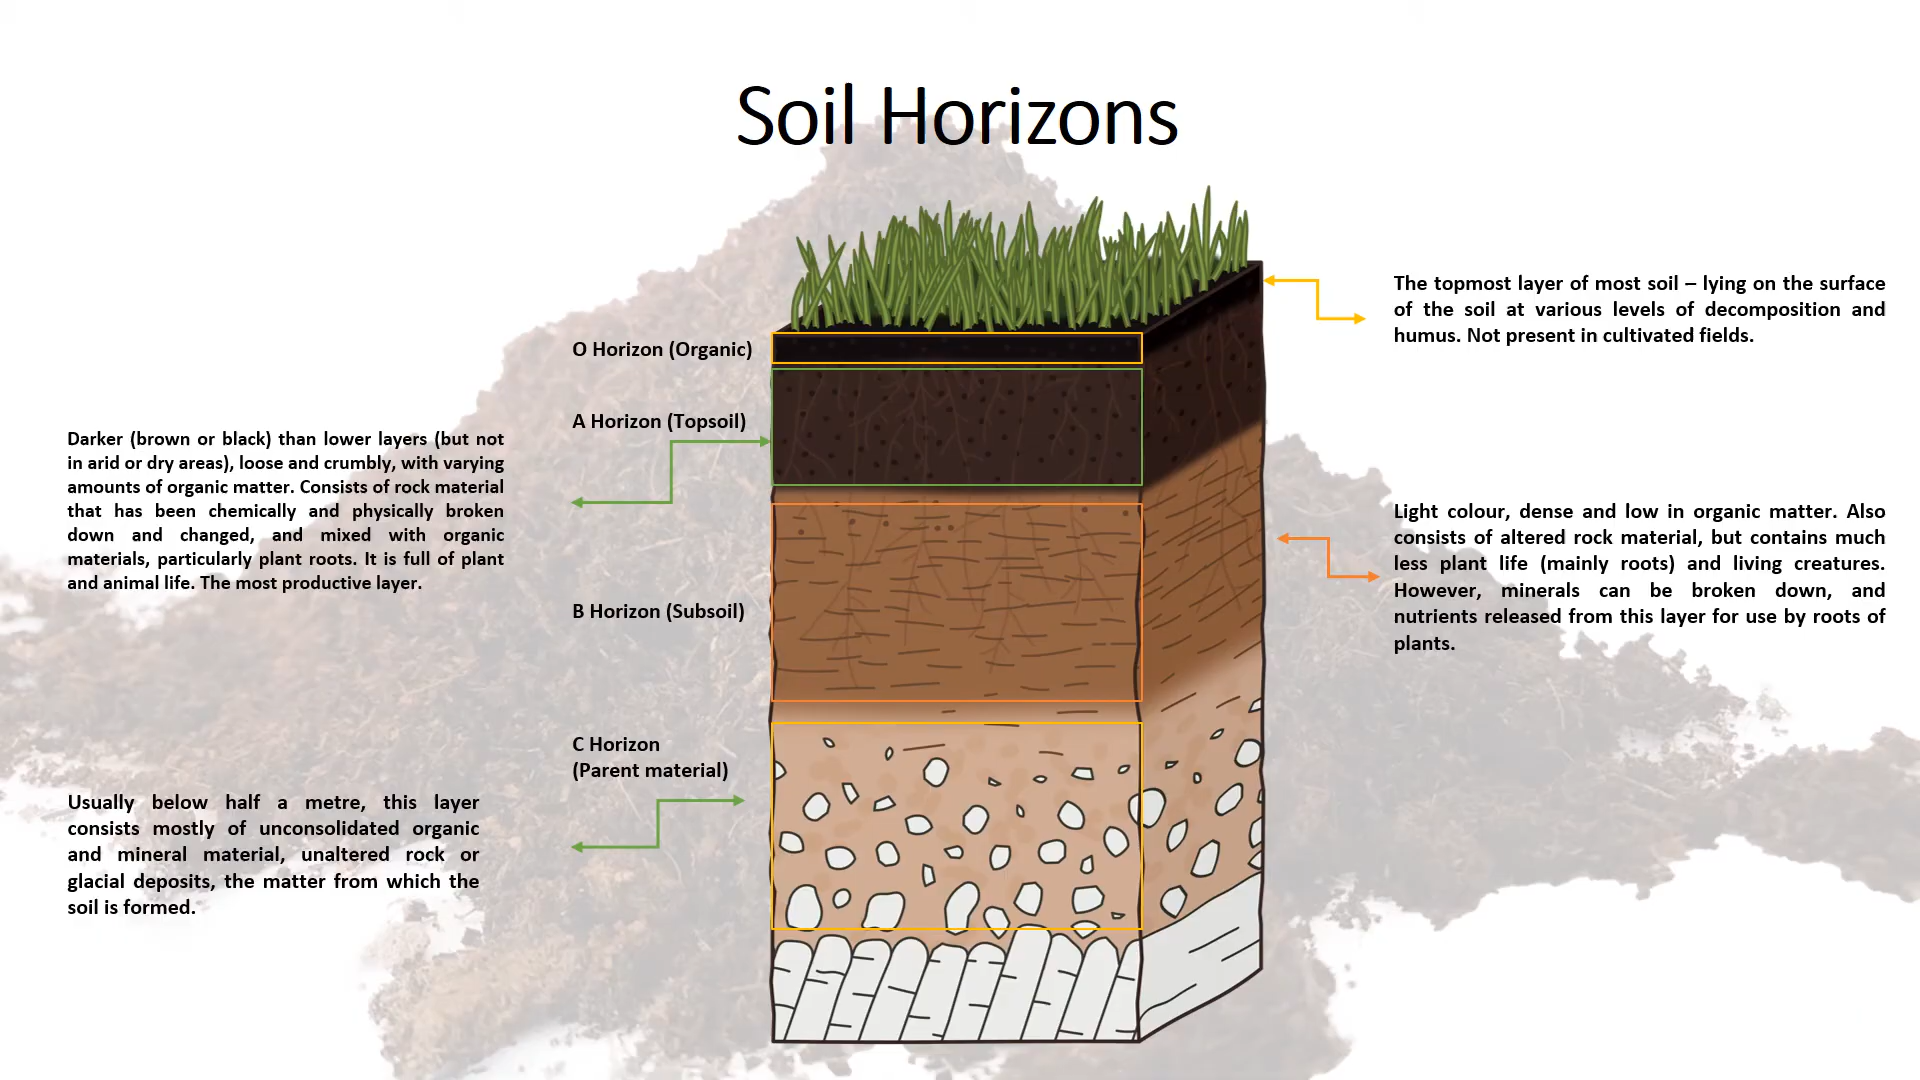 Soil Horizons
O Horizon (Organic)
The topmost layer of most soil – lying on the surface
of the soil at various levels of decomposition and
humus. Not present in cultivated fields.
A Horizon (Topsoil)
Darker (brown or black) than lower layers (but not
in arid or dry areas), loose and crumbly, with varying
amounts of organic matter. Consists of rock material
that has been chemically and physically broken
down and changed, and mixed with organic
materials, particularly plant roots. It is full of plant
and animal life. The most productive layer.
B Horizon (Subsoil)
Light colour, dense and low in organic matter. Also
consists of altered rock material, but contains much
less plant life (mainly roots) and living creatures.
However, minerals can be broken down, and
nutrients released from this layer for use by roots of
plants.
C Horizon
(Parent material)
Usually below half a metre, this layer
consists mostly of unconsolidated organic
and mineral material, unaltered rock or
glacial deposits, the matter from which the
soil is formed.